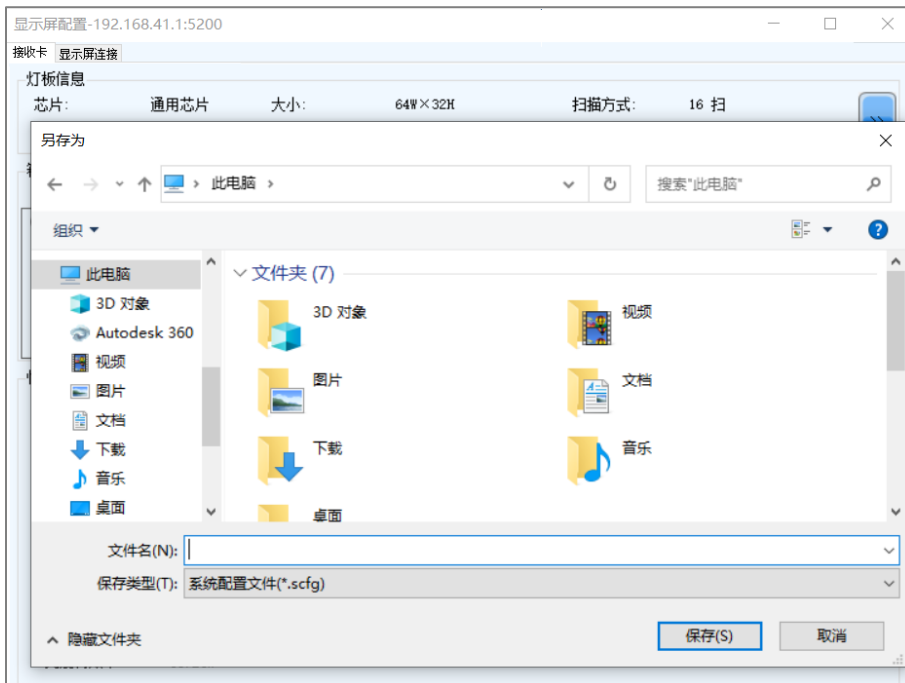 显示屏配置-192.168.41.1:5200
接收卡 显示屏连接
灯板信息
芯片: 通用芯片 大小: 64W×32H 扫描方式: 16 扫
另存为
此电脑
搜索"此电脑"
组织
此电脑
3D 对象
Autodesk 360
视频
图片
文档
下载
音乐
桌面
文件夹 (7)
3D 对象 视频
图片 文档
下载 音乐
桌面
文件名(N):
保存类型(T): 系统配置文件(*.scfg)
隐藏文件夹 保存(S) 取消